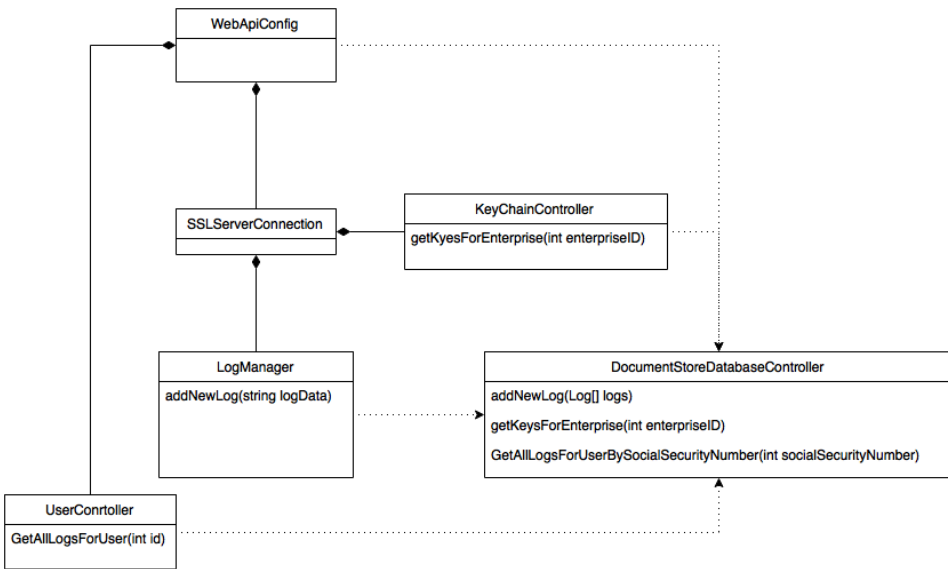 WebApiConfig
SSLServerConnection
KeyChainController
getKyesForEnterprise(int enterpriseID)
LogManager
addNewLog(string logData)
DocumentStoreDatabaseController
addNewLog(Log[] logs)
getKeysForEnterprise(int enterpriseID)
GetAllLogsForUserBySocialSecurityNumber(int socialSecurityNumber)
UserConrtoller
GetAllLogsForUser(int id)